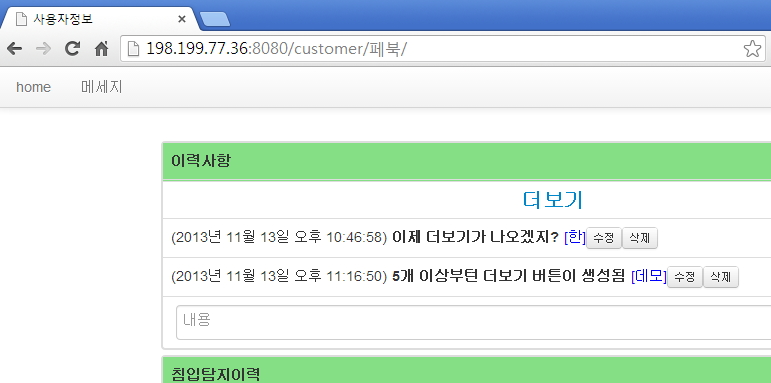 사용자정보
198.199.77.36:8080/customer/페북/
home 메세지
이력사항
더보기
(2013년 11월 13일 오후 10:46:58) 이제 더보기가 나오겠지? [한] 수정 삭제
(2013년 11월 13일 오후 11:16:50) 5개 이상부턴 더보기 버튼이 생성됨 [데모] 수정 삭제
내용
침입탐지이력